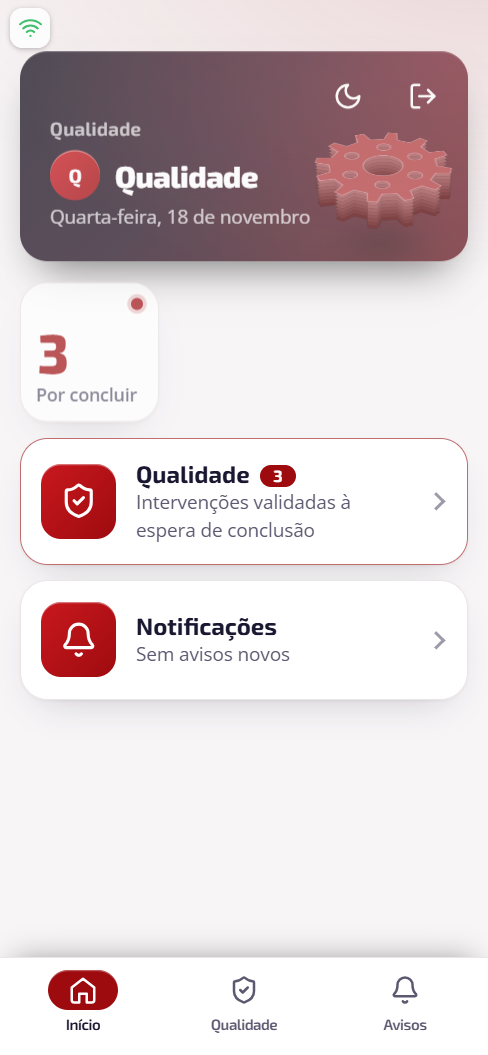 Qualidade
Q
Qualidade
Quarta-feira, 18 de novembro
3
Por concluir
Qualidade 3
Intervenções validadas à
espera de conclusão
Notificações
Sem avisos novos
Início
Qualidade
Avisos